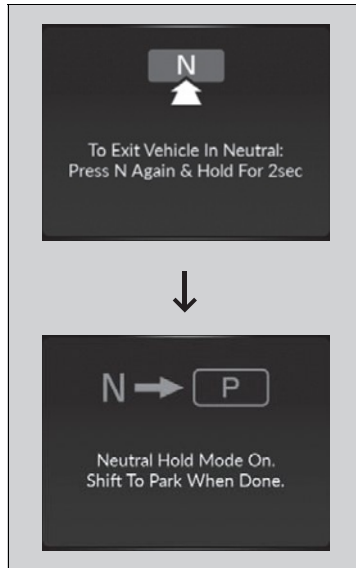 N
To Exit Vehicle In Neutral:
Press N Again & Hold For 2sec
N P
Neutral Hold Mode On.
Shift To Park When Done.